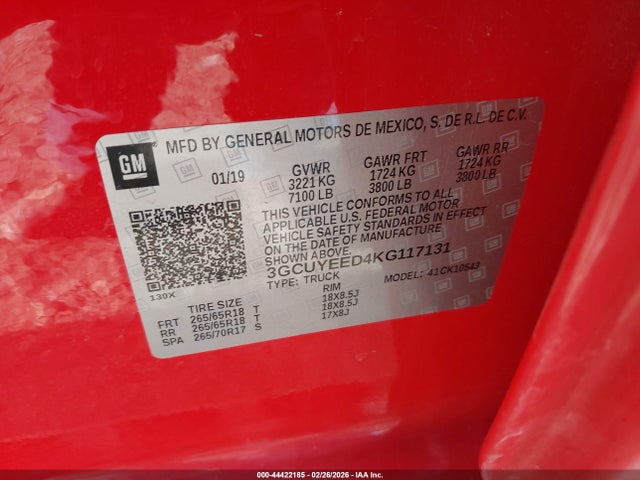 MFD BY GENERAL MOTORS DE MEXICO, S. DE R.L. DE C.V.
GM
01/19
GVWR GAWR FRT GAWR RR
3221 KG 1724 KG 1724 KG
7100 LB 3800 LB 3800 LB
THIS VEHICLE CONFORMS TO ALL
APPLICABLE U.S. FEDERAL MOTOR
VEHICLE SAFETY STANDARDS IN EFFECT
ON THE DATE OF MANUFACTURE SHOWN ABOVE.
3GCUYEED4KG117131
TYPE: TRUCK MODEL: 41CK10543
130X
TIRE SIZE RIM
FRT 265/65R18 T 18X8.5J
RR 265/65R18 T 18X8.5J
SPA 265/70R17 S 17X8J
000-44422185 - 02/26/2026 - IAA Inc.